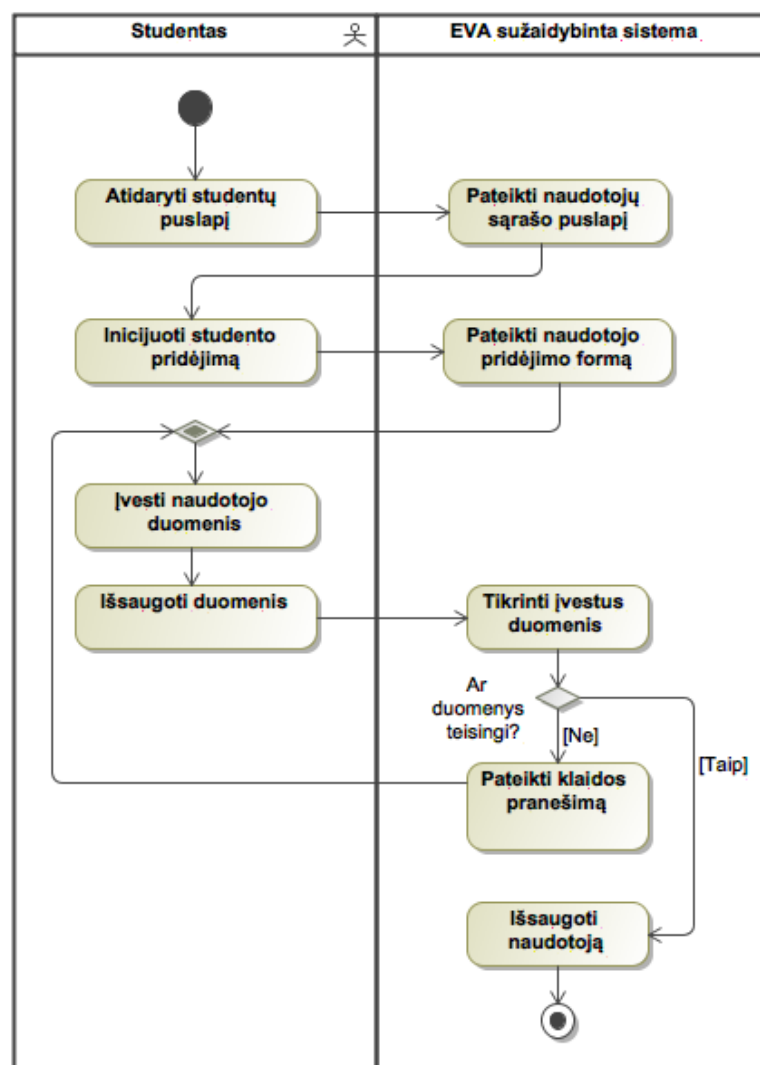 Studentas
EVA sužaidybinta sistema
Atidaryti studentų
puslapį
Pateikti naudotojų
sąrašo puslapį
Inicijuoti studento
pridėjimą
Pateikti naudotojo
pridėjimo formą
Įvesti naudotojo
duomenis
Išsaugoti duomenis
Tikrinti įvestus
duomenis
Ar
duomenys
teisingi?
[Ne]
[Taip]
Pateikti klaidos
pranešimą
Išsaugoti
naudotoją